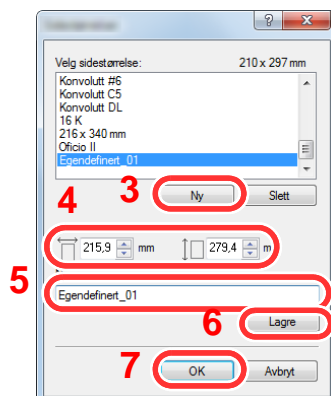 Velg sidestørrelse: 210 x 297 mm
Konvolutt #6
Konvolutt C5
Konvolutt DL
16 K
216 x 340 mm
Oficio II
Egendefinert_01
3 Ny Slett
4
215,9 mm 279,4
5
Egendefinert_01
6 Lagre
7 OK Avbryt